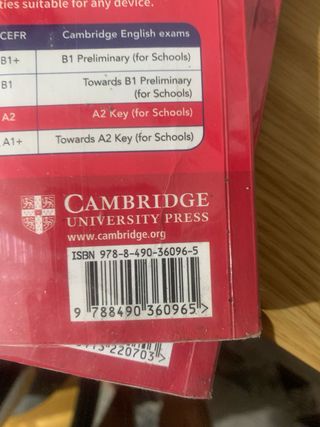 ties suitable for any device.
CEFR Cambridge English exams
B1+ B1 Preliminary (for Schools)
B1 Towards B1 Preliminary
(for Schools)
A2 A2 Key (for Schools)
A1+ Towards A2 Key (for Schools)
CAMBRIDGE
UNIVERSITY PRESS
www.cambridge.org
ISBN 978-8-490-36096-5
9 788490 360965 >
220703 >